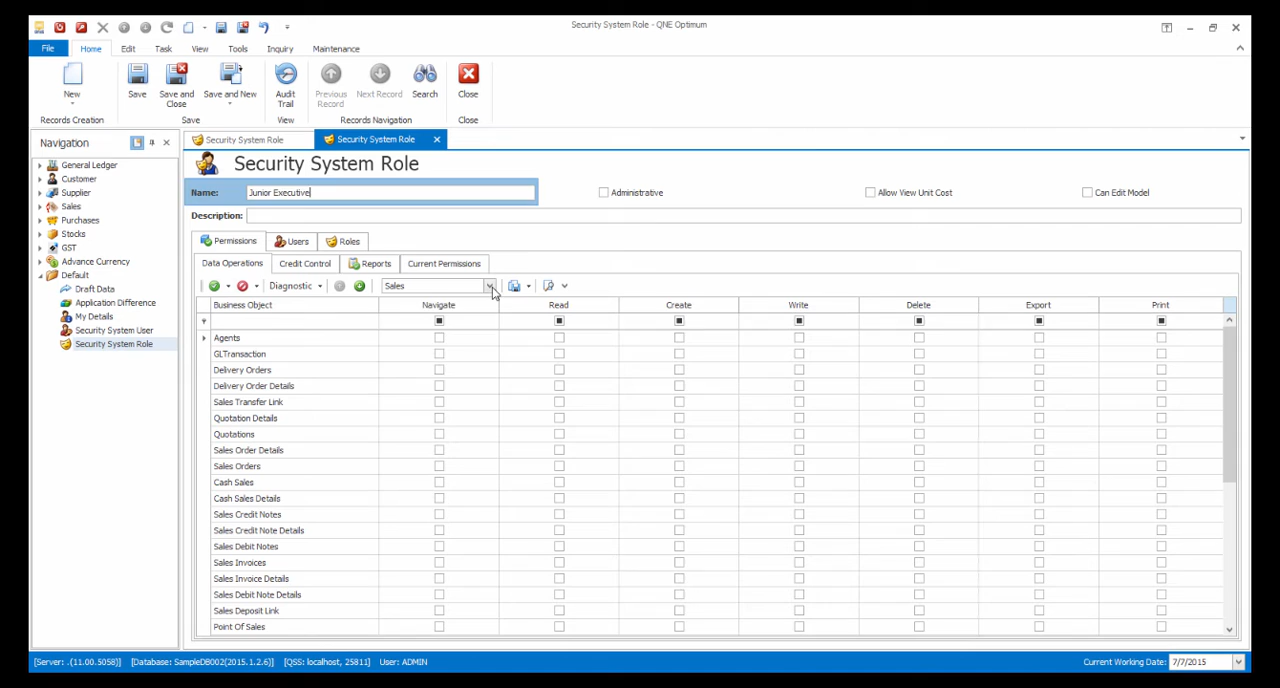 Security System Role - QNE Optimum
File Home Edit Task View Tools Inquiry Maintenance
New Save Save and Close Save and New Audit Trail Previous Record Next Record Search Close
Records Creation Save View Records Navigation Close
Navigation
General Ledger
Customer
Supplier
Sales
Purchases
Stocks
GST
Advance Currency
Default
Draft Data
Application Difference
My Details
Security System User
Security System Role
Security System Role Security System Role
Security System Role
Name: Junior Executive Administrative Allow View Unit Cost Can Edit Model
Description:
Permissions Users Roles
Data Operations Credit Control Reports Current Permissions
Diagnostic Sales
Business Object Navigate Read Create Write Delete Export Print
Agents
GLTransaction
Delivery Orders
Delivery Order Details
Sales Transfer Link
Quotation Details
Quotations
Sales Order Details
Sales Orders
Cash Sales
Cash Sales Details
Sales Credit Notes
Sales Credit Note Details
Sales Debit Notes
Sales Invoices
Sales Invoice Details
Sales Debit Note Details
Sales Deposit Link
Point Of Sales
[Server: .(11.00.5058)] [Database: SampleDB002(2015.1.2.6)] [QSS: localhost, 25811] User: ADMIN Current Working Date: 7/7/2015